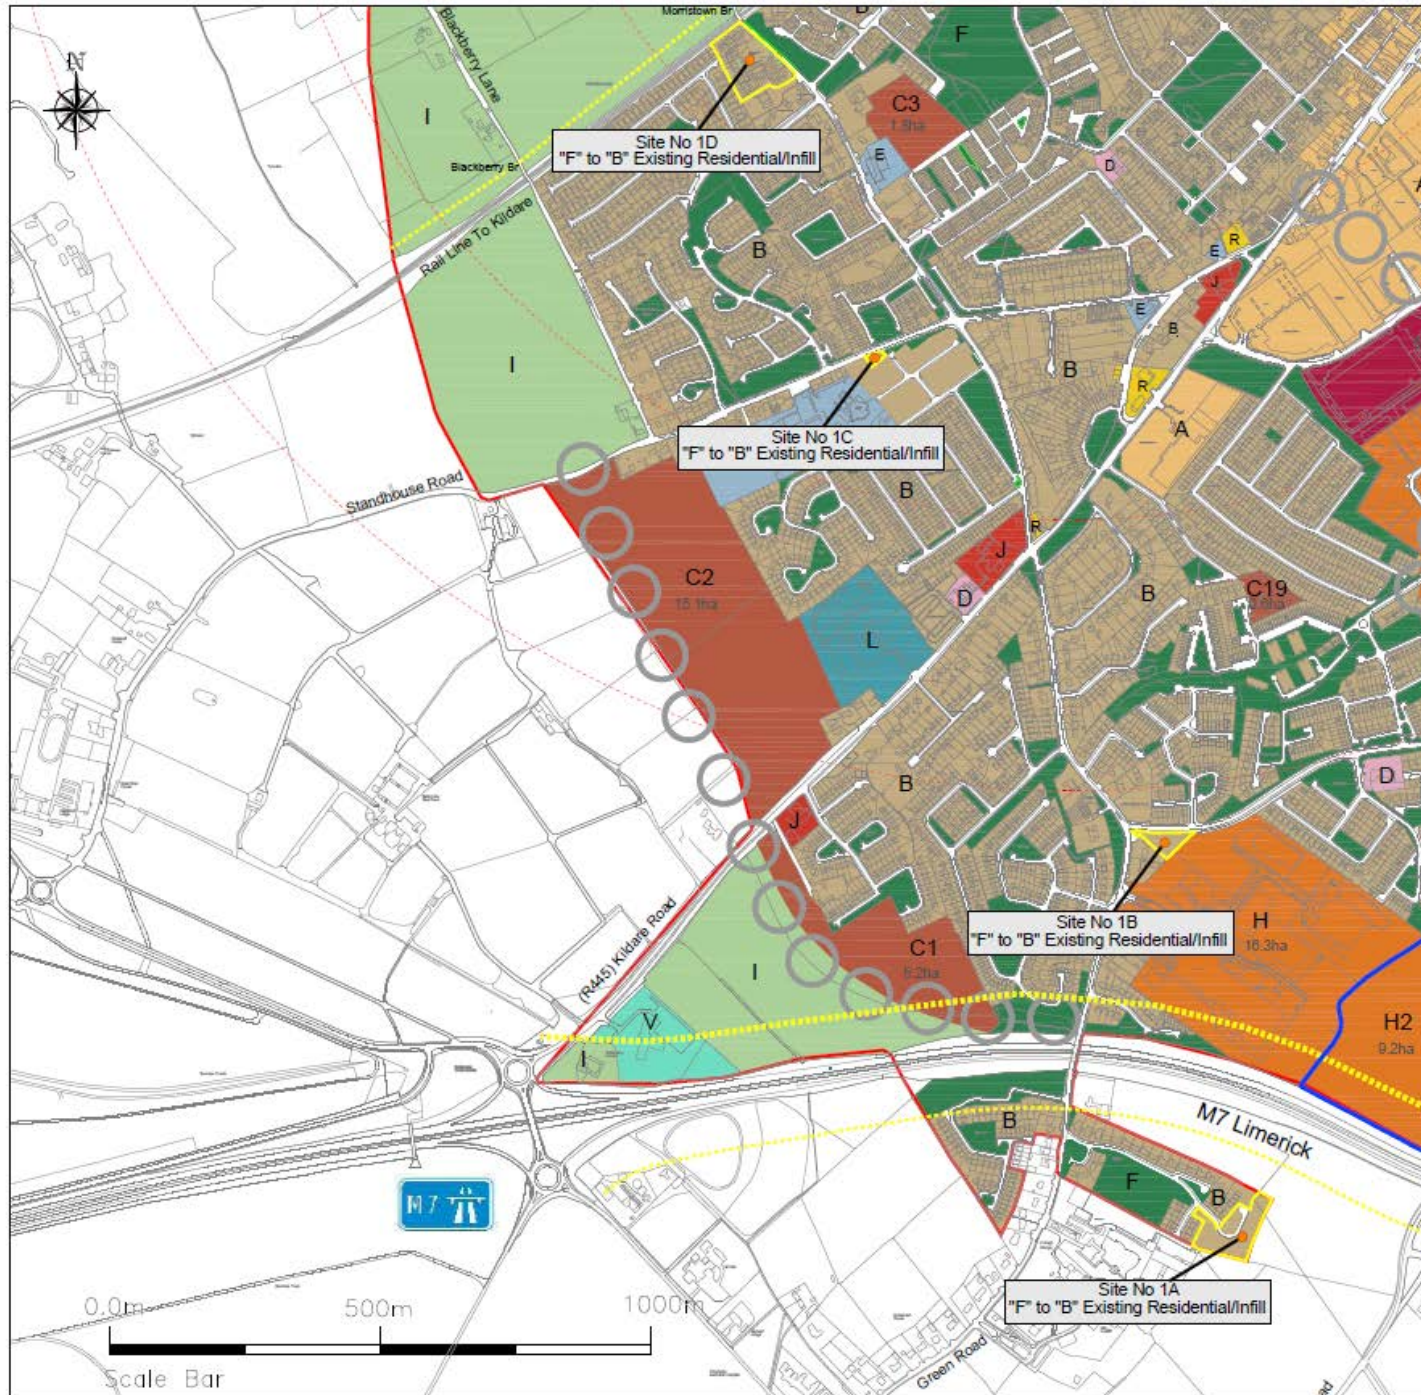 Morristown Br
B
F
N
Blackberry Lane
C3
1.8ha
I
Site No 1D
"F" to "B" Existing Residential/Infill
E
D
Blackberry Br
Rail Line To Kildare
B
R
E
J
E
B
I
B
R
A
Site No 1C
"F" to "B" Existing Residential/Infill
Standhouse Road
B
R
J
C2
15.1ha
D
B
C19
L
D
B
J
Site No 1B
"F" to "B" Existing Residential/Infill
H
16.3ha
C1
(R445) Kildare Road
I
V
H2
9.2ha
I
B
M7 Limerick
F
B
M7
Site No 1A
"F" to "B" Existing Residential/Infill
0.0m
500m
1000m
Green Road
Scale Bar